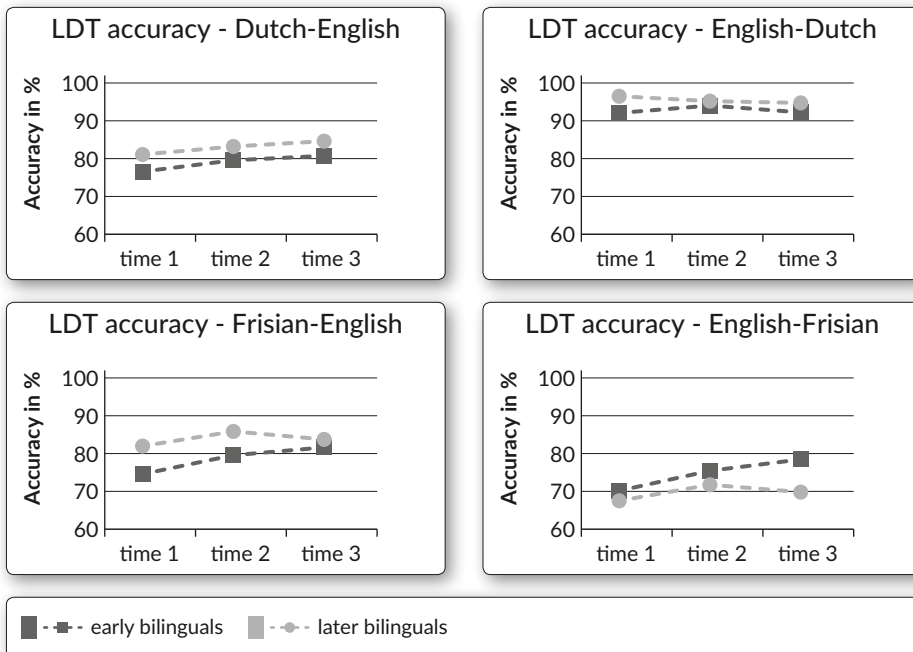 LDT accuracy - Dutch-English
Accuracy in %
100
90
80
70
60
time 1 time 2 time 3
LDT accuracy - English-Dutch
Accuracy in %
100
90
80
70
60
time 1 time 2 time 3
LDT accuracy - Frisian-English
Accuracy in %
100
90
80
70
60
time 1 time 2 time 3
LDT accuracy - English-Frisian
Accuracy in %
100
90
80
70
60
time 1 time 2 time 3
early bilinguals later bilinguals